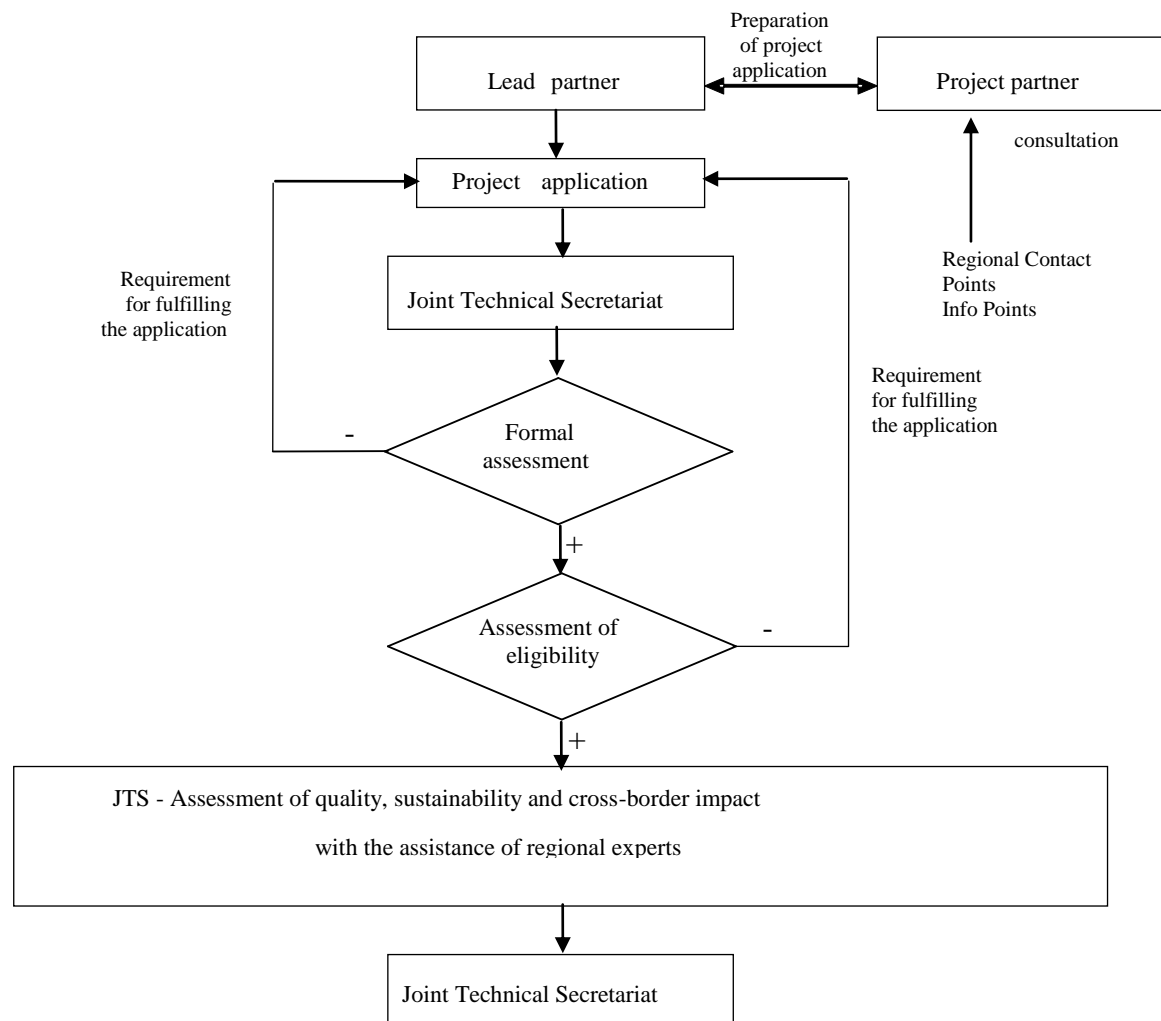 Preparation
of project
application
Lead partner
Project partner
consultation
Project application
Regional Contact
Points
Info Points
Requirement
for fulfilling
the application
Joint Technical Secretariat
Requirement
for fulfilling
the application
Formal
assessment
-
+
Assessment of
eligibility
-
+
JTS - Assessment of quality, sustainability and cross-border impact
with the assistance of regional experts
Joint Technical Secretariat